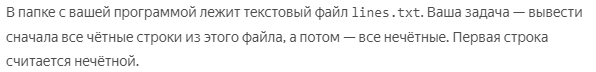 В папке с вашей программой лежит текстовый файл lines.txt. Ваша задача — вывести
сначала все чётные строки из этого файла, а потом — все нечётные. Первая строка
считается нечётной.